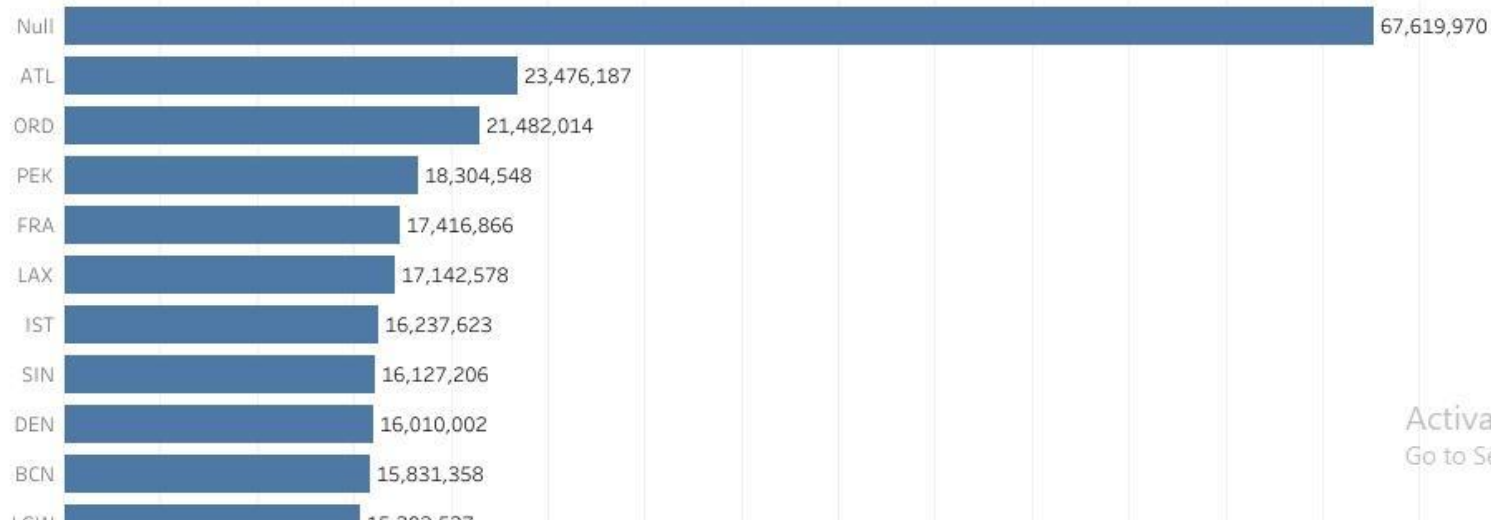 Null 67,619,970
ATL 23,476,187
ORD 21,482,014
PEK 18,304,548
FRA 17,416,866
LAX 17,142,578
IST 16,237,623
SIN 16,127,206
DEN 16,010,002
Activa
BCN 15,831,358
Go to Se